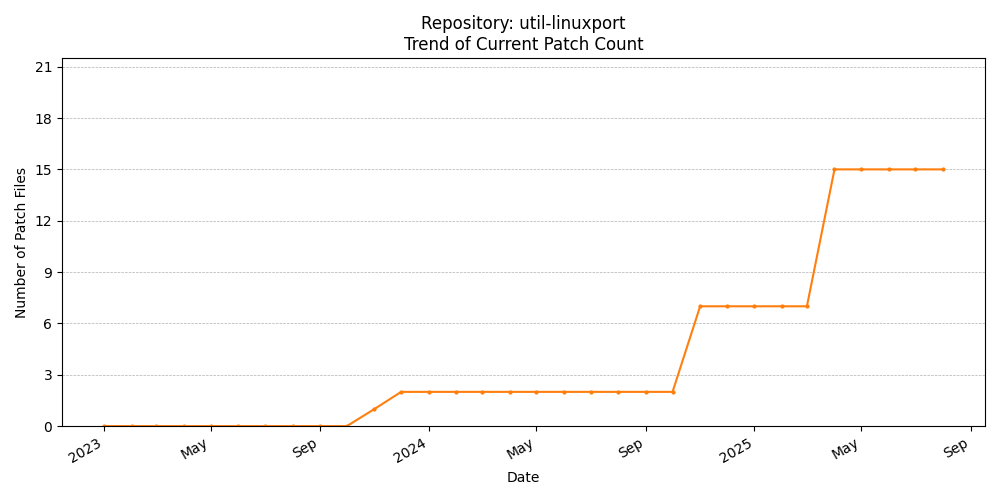 Repository: util-linuxport
Trend of Current Patch Count
21
18
15
12
9
6
3
0
Number of Patch Files
2023
May
Sep
2024
May
Sep
2025
May
Sep
Date